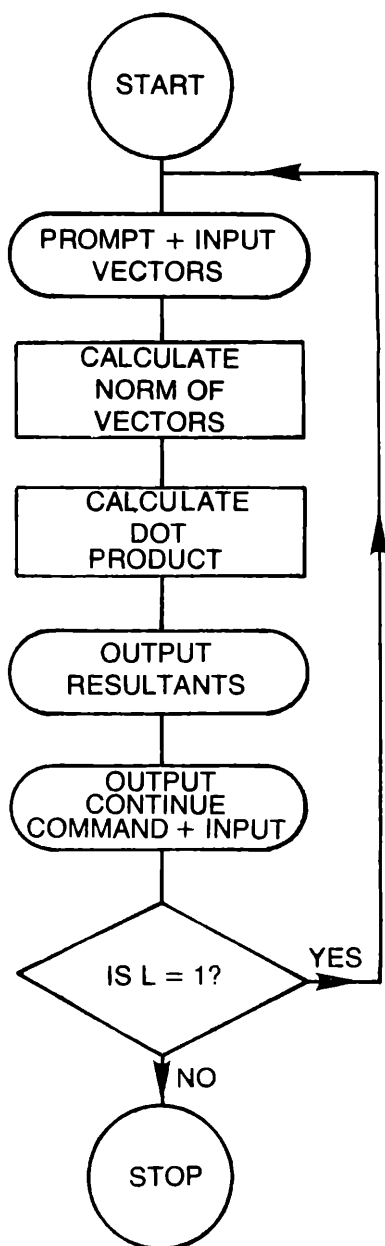 START
PROMPT + INPUT
VECTORS
CALCULATE
NORM OF
VECTORS
CALCULATE
DOT
PRODUCT
OUTPUT
RESULTANTS
OUTPUT
CONTINUE
COMMAND + INPUT
IS L = 1?
YES
NO
STOP